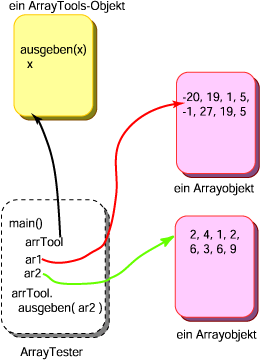 ein ArrayTools-Objekt
ausgeben(x)
x
-20, 19, 1, 5,
-1, 27, 19, 5
ein Arrayobjekt
main()
arrTool
ar1
ar2
arrTool.
ausgeben( ar2 )
ArrayTester
2, 4, 1, 2,
6, 3, 6, 9
ein Arrayobjekt